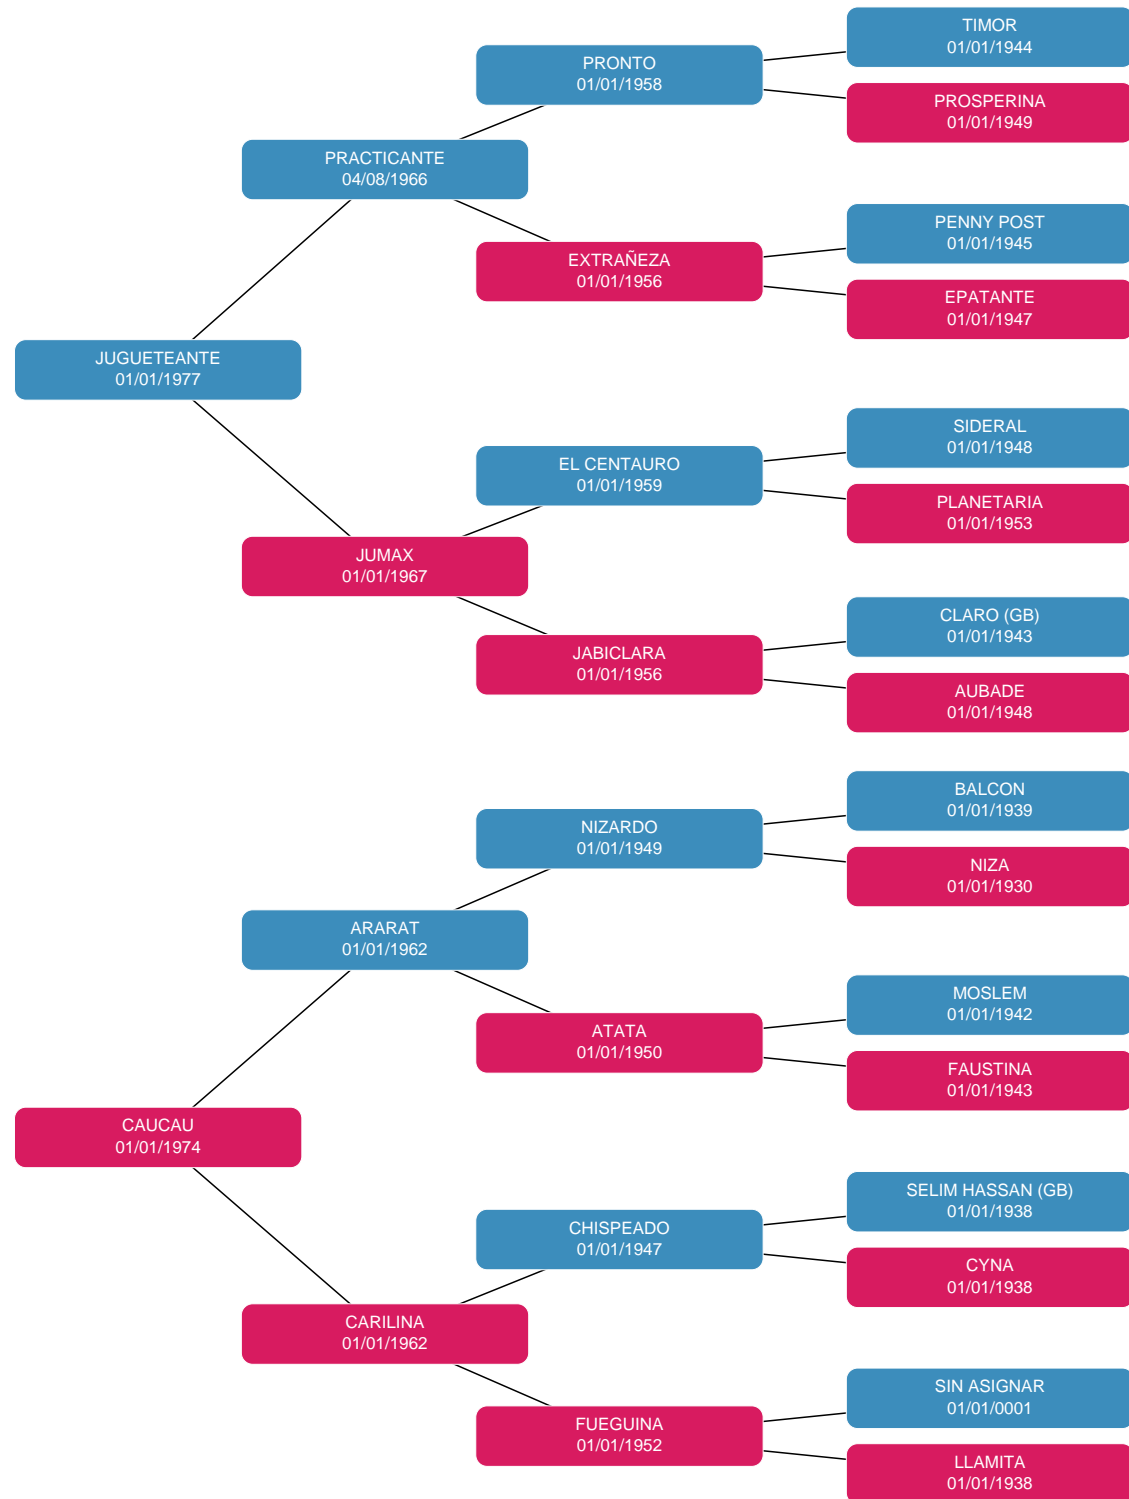 TIMOR
01/01/1944
PRONTO
01/01/1958
PROSPERINA
01/01/1949
PRACTICANTE
04/08/1966
PENNY POST
01/01/1945
EXTRAÑEZA
01/01/1956
EPATANTE
01/01/1947
JUGUETEANTE
01/01/1977
SIDERAL
01/01/1948
EL CENTAURO
01/01/1959
PLANETARIA
01/01/1953
JUMAX
01/01/1967
CLARO (GB)
01/01/1943
JABICLARA
01/01/1956
AUBADE
01/01/1948
BALCON
01/01/1939
NIZARDO
01/01/1949
NIZA
01/01/1930
ARARAT
01/01/1962
MOSLEM
01/01/1942
ATATA
01/01/1950
FAUSTINA
01/01/1943
CAUCAU
01/01/1974
SELIM HASSAN (GB)
01/01/1938
CHISPEADO
01/01/1947
CYNA
01/01/1938
CARILINA
01/01/1962
SIN ASIGNAR
01/01/0001
FUEGUINA
01/01/1952
LLAMITA
01/01/1938